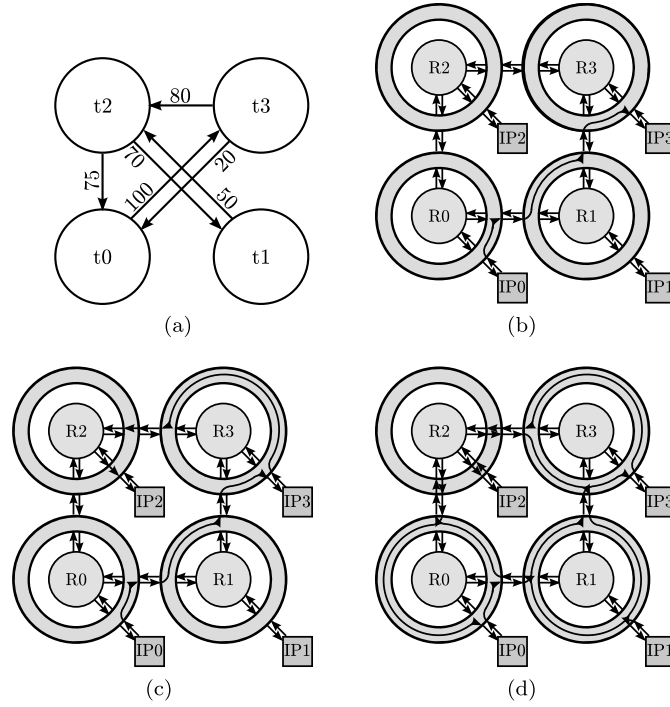 t2
80
t3
75
70
100
20
50
t0
t1
(a)
R2
R3
IP2
IP3
R0
R1
IP0
IP1
(b)
R2
R3
IP2
IP3
R0
R1
IP0
IP1
(c)
R2
R3
IP2
IP3
R0
R1
IP0
IP1
(d)